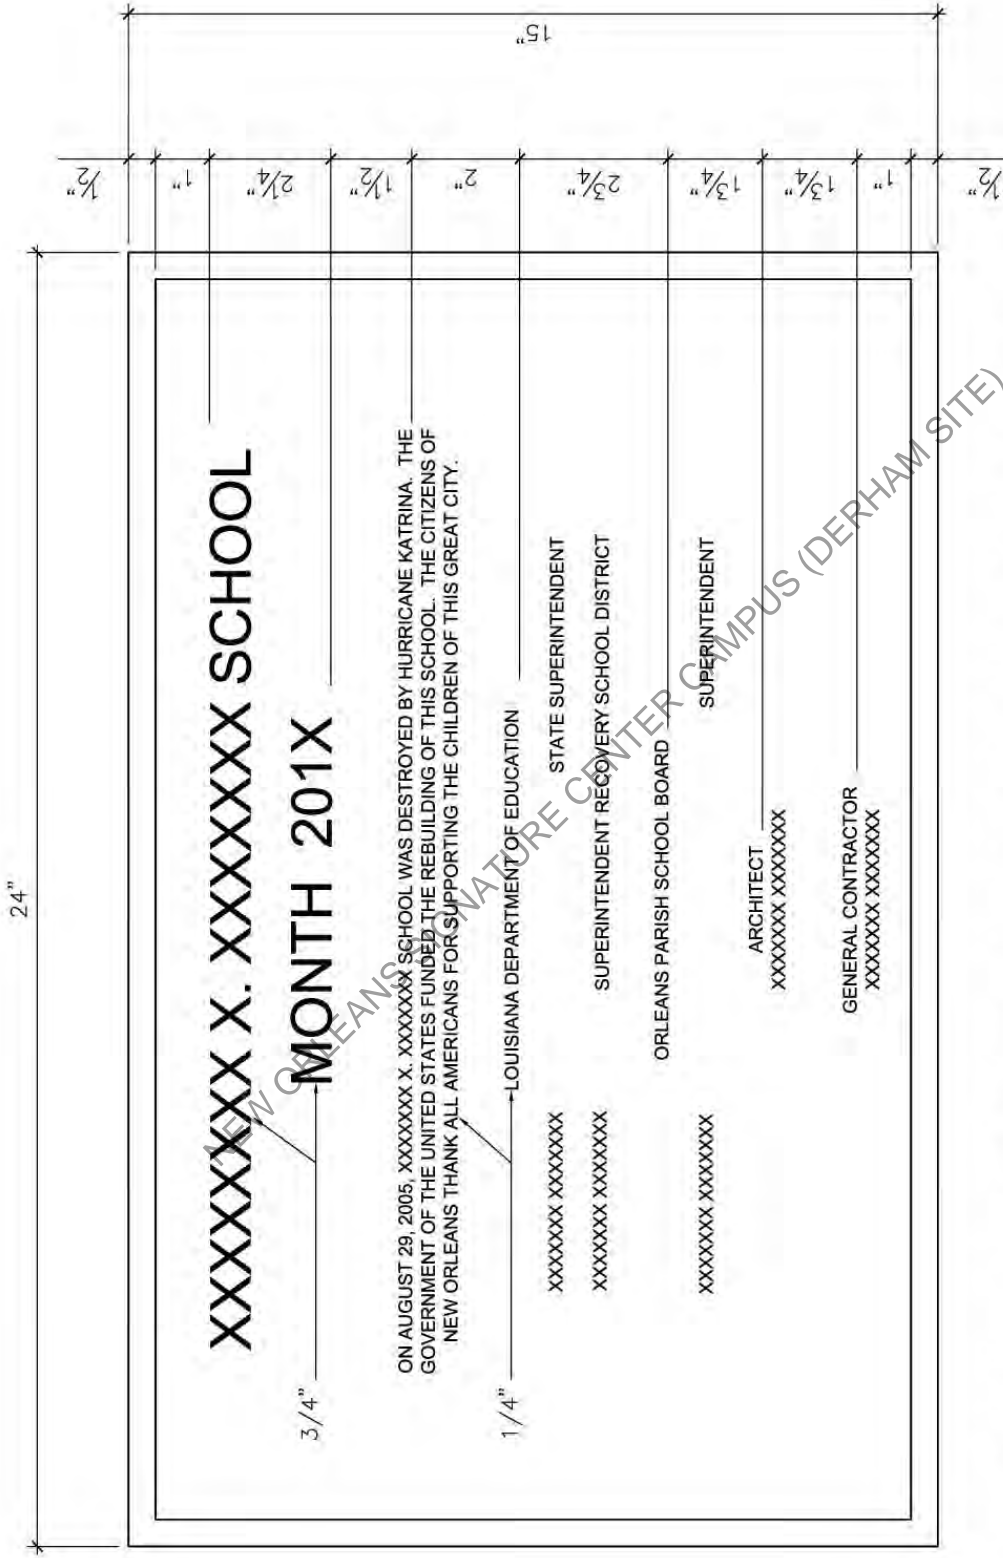 24"
15"
½"
1"
2¼"
1½"
2"
2¾"
1¾"
1¾"
1"
½"
XXXXXXXX X. XXXXXXX SCHOOL
3/4"
MONTH 201X
ON AUGUST 29, 2005, XXXXXXX X. XXXXXXX SCHOOL WAS DESTROYED BY HURRICANE KATRINA. THE
GOVERNMENT OF THE UNITED STATES FUNDED THE REBUILDING OF THIS SCHOOL. THE CITIZENS OF
NEW ORLEANS THANK ALL AMERICANS FOR SUPPORTING THE CHILDREN OF THIS GREAT CITY.
1/4"
LOUISIANA DEPARTMENT OF EDUCATION
XXXXXXX XXXXXXX STATE SUPERINTENDENT
XXXXXXX XXXXXXX SUPERINTENDENT RECOVERY SCHOOL DISTRICT
ORLEANS PARISH SCHOOL BOARD
XXXXXXX XXXXXXX SUPERINTENDENT
ARCHITECT
XXXXXXX XXXXXXX
GENERAL CONTRACTOR
XXXXXXX XXXXXXX
NEW ORLEANS SIGNATURE CENTER CAMPUS (DERHAM SITE)